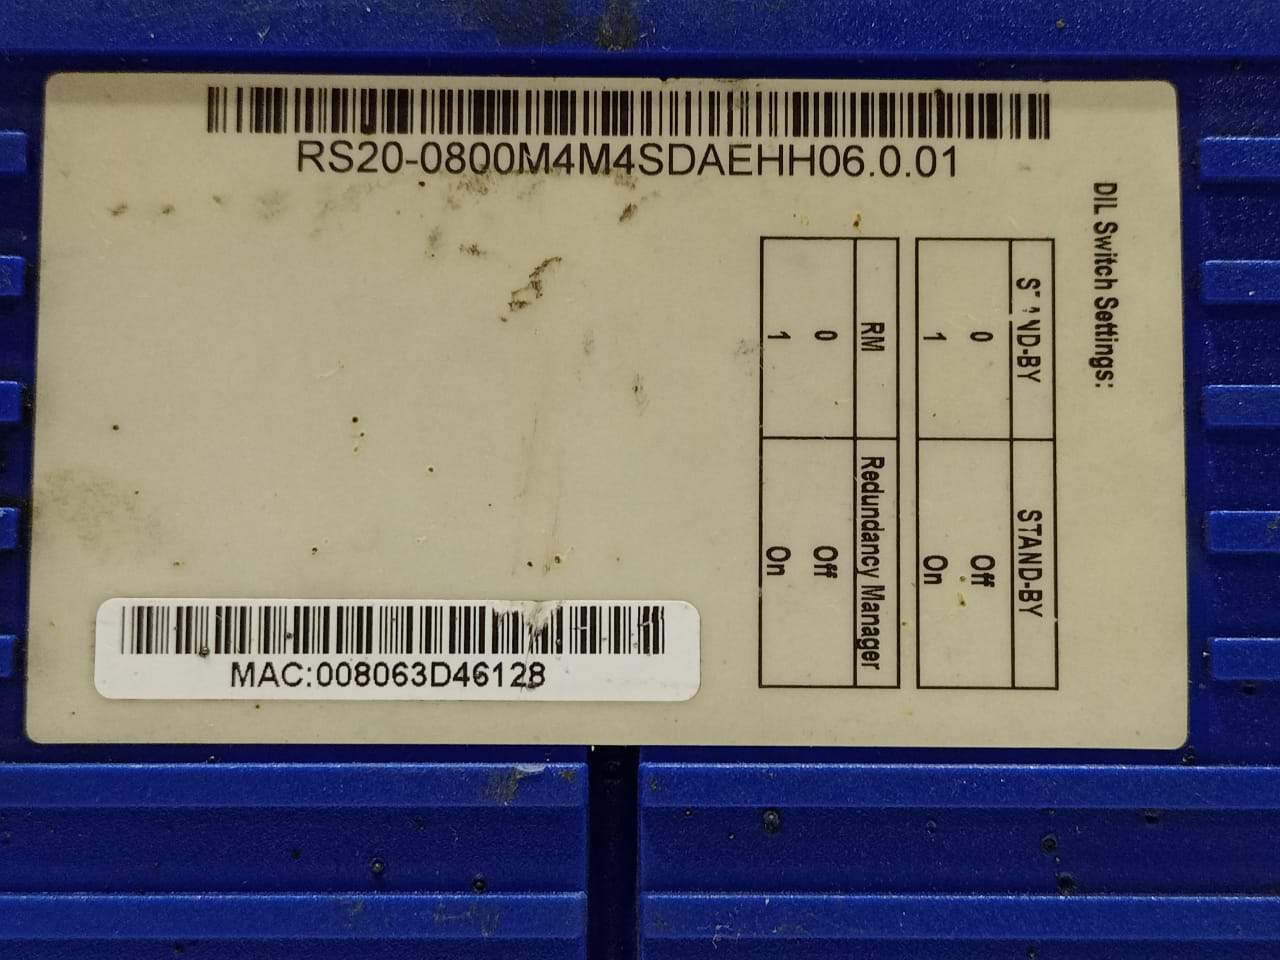 RS20-0800M4M4SDAEHH06.0.01
DIL Switch Settings:
STAND-BY STAND-BY
0 Off
1 On
RM Redundancy Manager
0 Off
1 On
MAC:008063D46128